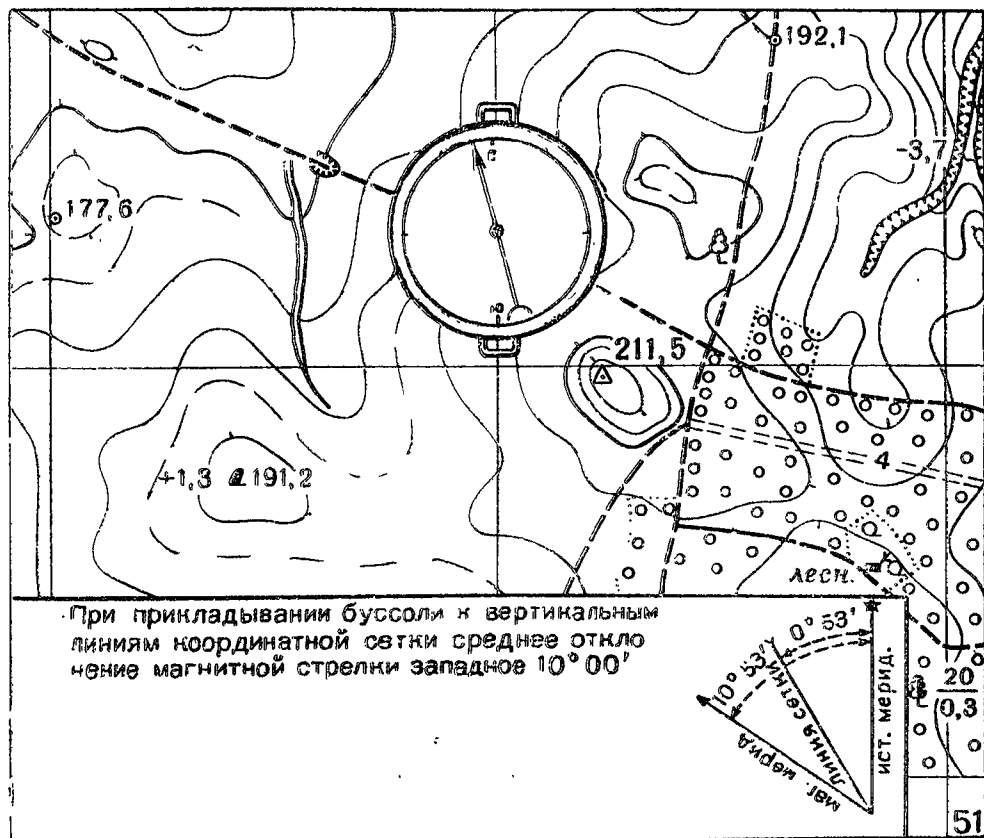 192,1
-3,7
177,6
С
Ю
211,5
+1,3 191,2
4
лесн.
При прикладывании буссоли к вертикальным
линиям координатной сетки среднее откло
нение магнитной стрелки западное 10° 00'
0° 53'
10° 53'
линия сетки
маг. мерид.
ист. мерид.
20
0,3
51